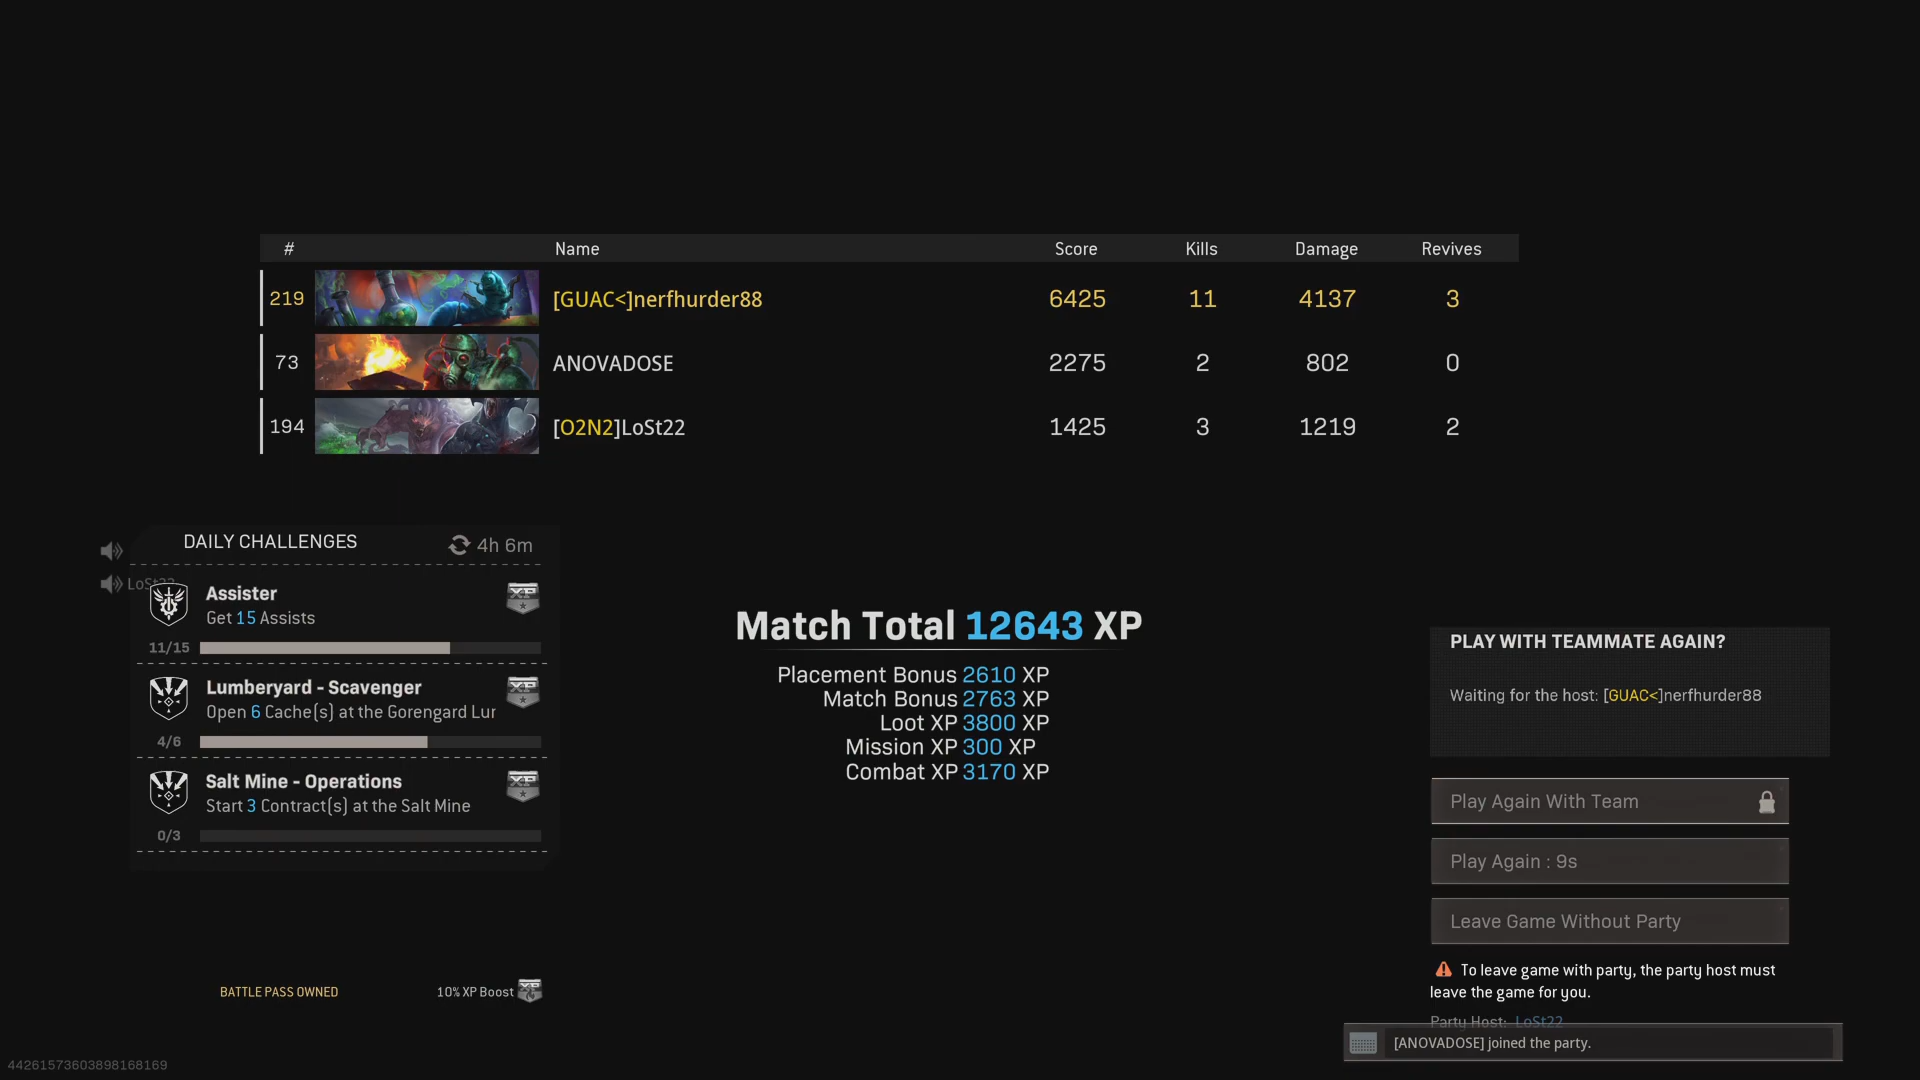 # Name Score Kills Damage Revives
219 [GUAC<]nerfhurder88 6425 11 4137 3
73 ANOVADOSE 2275 2 802 0
194 [O2N2]LoSt22 1425 3 1219 2
DAILY CHALLENGES 4h 6m
LoSt22
Assister XP
Get 15 Assists
11/15
Lumberyard - Scavenger XP
Open 6 Cache(s) at the Gorengard Lur
4/6
Salt Mine - Operations XP
Start 3 Contract(s) at the Salt Mine
0/3
BATTLE PASS OWNED 10% XP Boost XP
Match Total 12643 XP
Placement Bonus 2610 XP
Match Bonus 2763 XP
Loot XP 3800 XP
Mission XP 300 XP
Combat XP 3170 XP
PLAY WITH TEAMMATE AGAIN?
Waiting for the host: [GUAC<]nerfhurder88
Play Again With Team
Play Again : 9s
Leave Game Without Party
To leave game with party, the party host must
leave the game for you.
Party Host: LoSt22
[ANOVADOSE] joined the party.
44261573603898168169